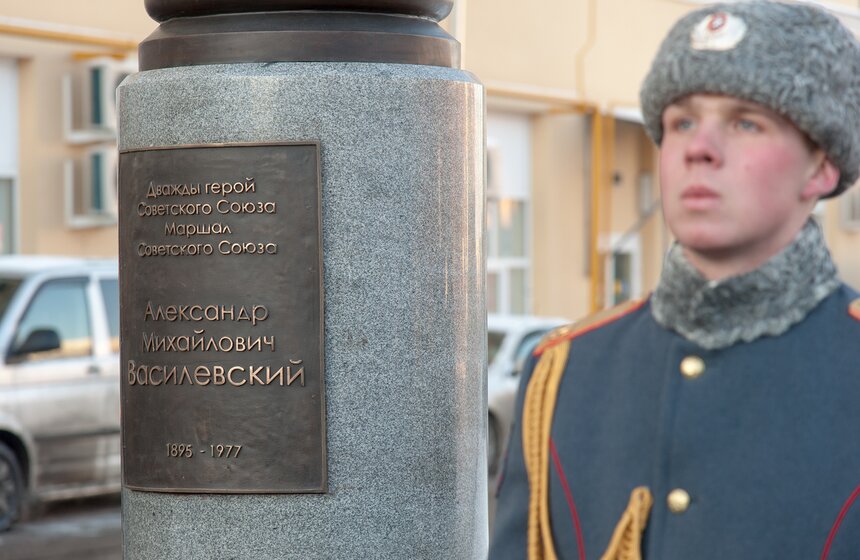 Дважды герой
Советского Союза
Маршал
Советского Союза
Александр
Михайлович
Василевский
1895 - 1977